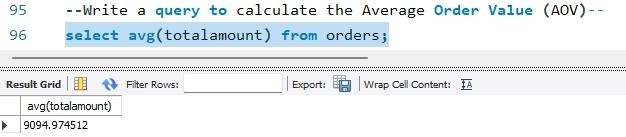 95 --Write a query to calculate the Average Order Value (AOV)--
96 select avg(totalamount) from orders;
Result Grid Filter Rows: Export: Wrap Cell Content: IA
avg(totalamount)
9094.974512